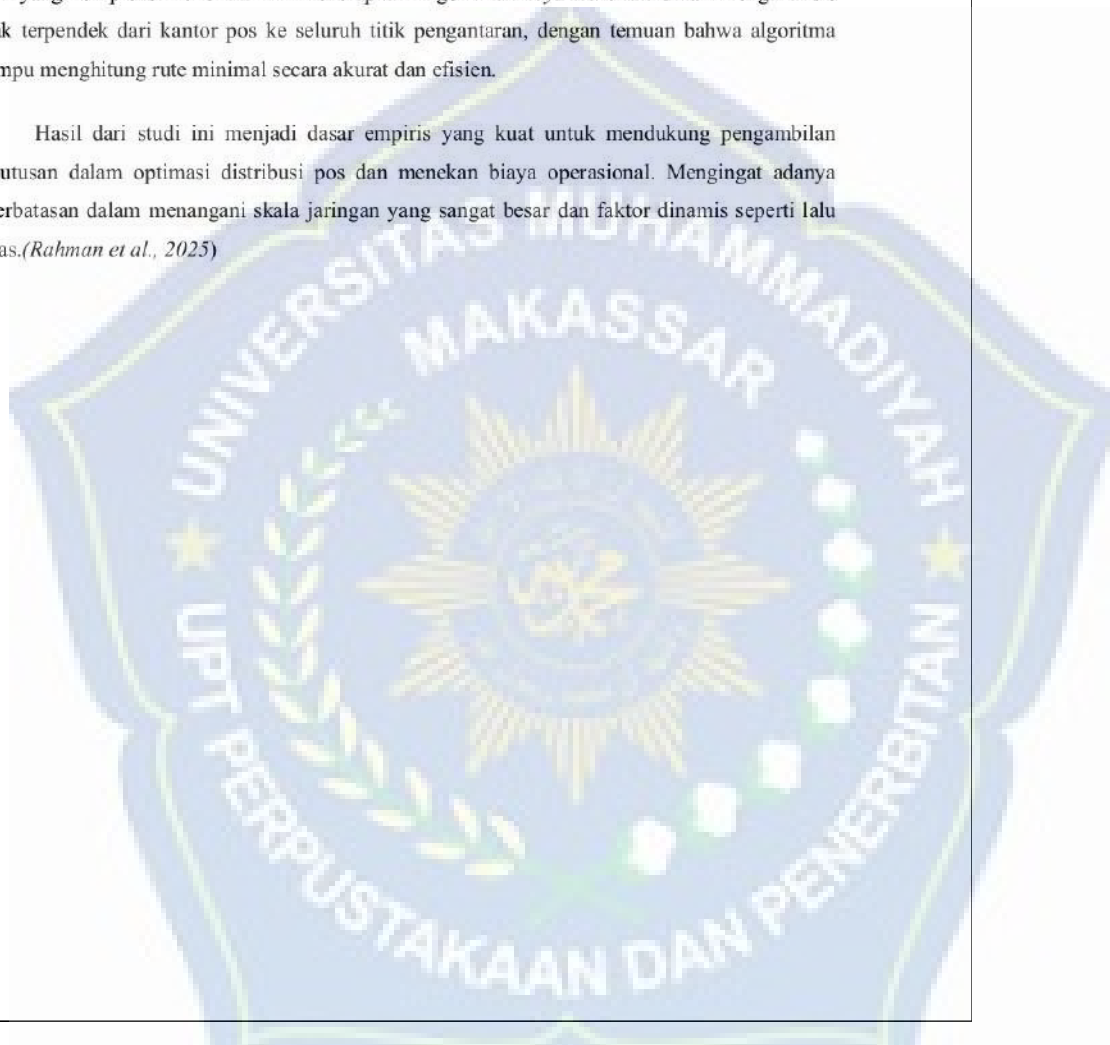 ik terpendek dari kantor pos ke seluruh titik pengantaran, dengan temuan bahwa algoritma
mpu menghitung rute minimal secara akurat dan efisien.
Hasil dari studi ini menjadi dasar empiris yang kuat untuk mendukung pengambilan
utusan dalam optimasi distribusi pos dan menekan biaya operasional. Mengingat adanya
erbatasan dalam menangani skala jaringan yang sangat besar dan faktor dinamis seperti lalu
as.(Rahman et al., 2025)
UNIVERSITAS MUHAMMADIYAH
MAKASSAR
UPT PERPUSTAKAAN DAN PENERBITAN